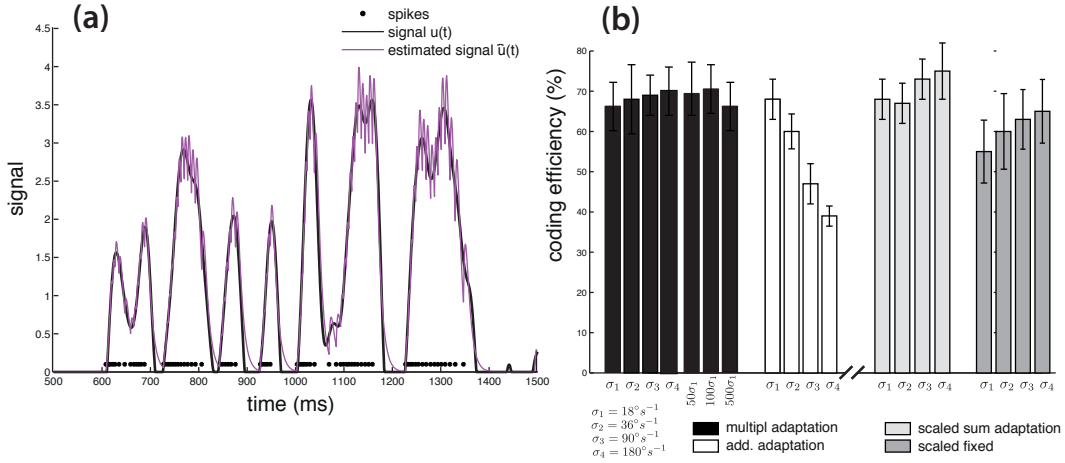 (a)
spikes
signal u(t)
estimated signal ũ(t)
signal
4.5
4
3.5
3
2.5
2
1.5
1
0.5
0
500 600 700 800 900 1000 1100 1200 1300 1400 1500
time (ms)
(b)
coding efficiency (%)
80
70
60
50
40
30
20
10
0
σ₁ σ₂ σ₃ σ₄ 50σ₁ 100σ₁ 500σ₁ σ₁ σ₂ σ₃ σ₄ σ₁ σ₂ σ₃ σ₄ σ₁ σ₂ σ₃ σ₄
σ₁ = 18°s⁻¹
σ₂ = 36°s⁻¹
σ₃ = 90°s⁻¹
σ₄ = 180°s⁻¹
multipl adaptation
add. adaptation
scaled sum adaptation
scaled fixed